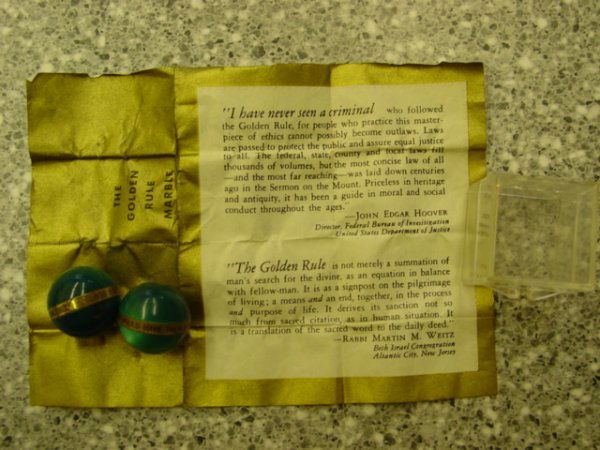 THE
GOLDEN
RULE
MARBLE
"I have never seen a criminal who followed
the Golden Rule, for people who practice this master-
piece of ethics cannot possibly become outlaws. Laws
are passed to protect the public and assure equal justice
to all. The federal, state, county and local laws fill
thousands of volumes, but the most concise law of all
—and the most far reaching—was laid down centuries
ago in the Sermon on the Mount. Priceless in heritage
and antiquity, it has been a guide in moral and social
conduct throughout the ages."
—JOHN EDGAR HOOVER
Director, Federal Bureau of Investigation
United States Department of Justice
"The Golden Rule is not merely a summation of
man's search for the divine, as an equation in balance
with fellow-man. It is as a signpost on the pilgrimage
of living; a means and an end, together, in the process
and purpose of life. It derives its sanction not so
much from sacred citation, as in human situation. It
is a translation of the sacred word to the daily deed."
—RABBI MARTIN M. WEITZ
Beth Israel Congregation
Atlantic City, New Jersey